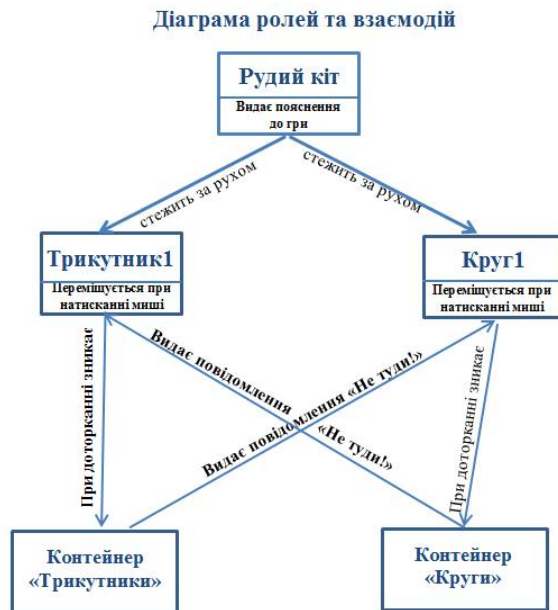 Діаграма ролей та взаємодій
Рудий кіт
Видає пояснення
до гри
стежить за рухом
стежить за рухом
Трикутник1
Переміщується при
натисканні миші
Круг1
Переміщується при
натисканні миші
При доторканні зникає
Видає повідомлення «Не туди!»
Видає повідомлення «Не туди!»
При доторканні зникає
Контейнер
«Трикутники»
Контейнер
«Круги»